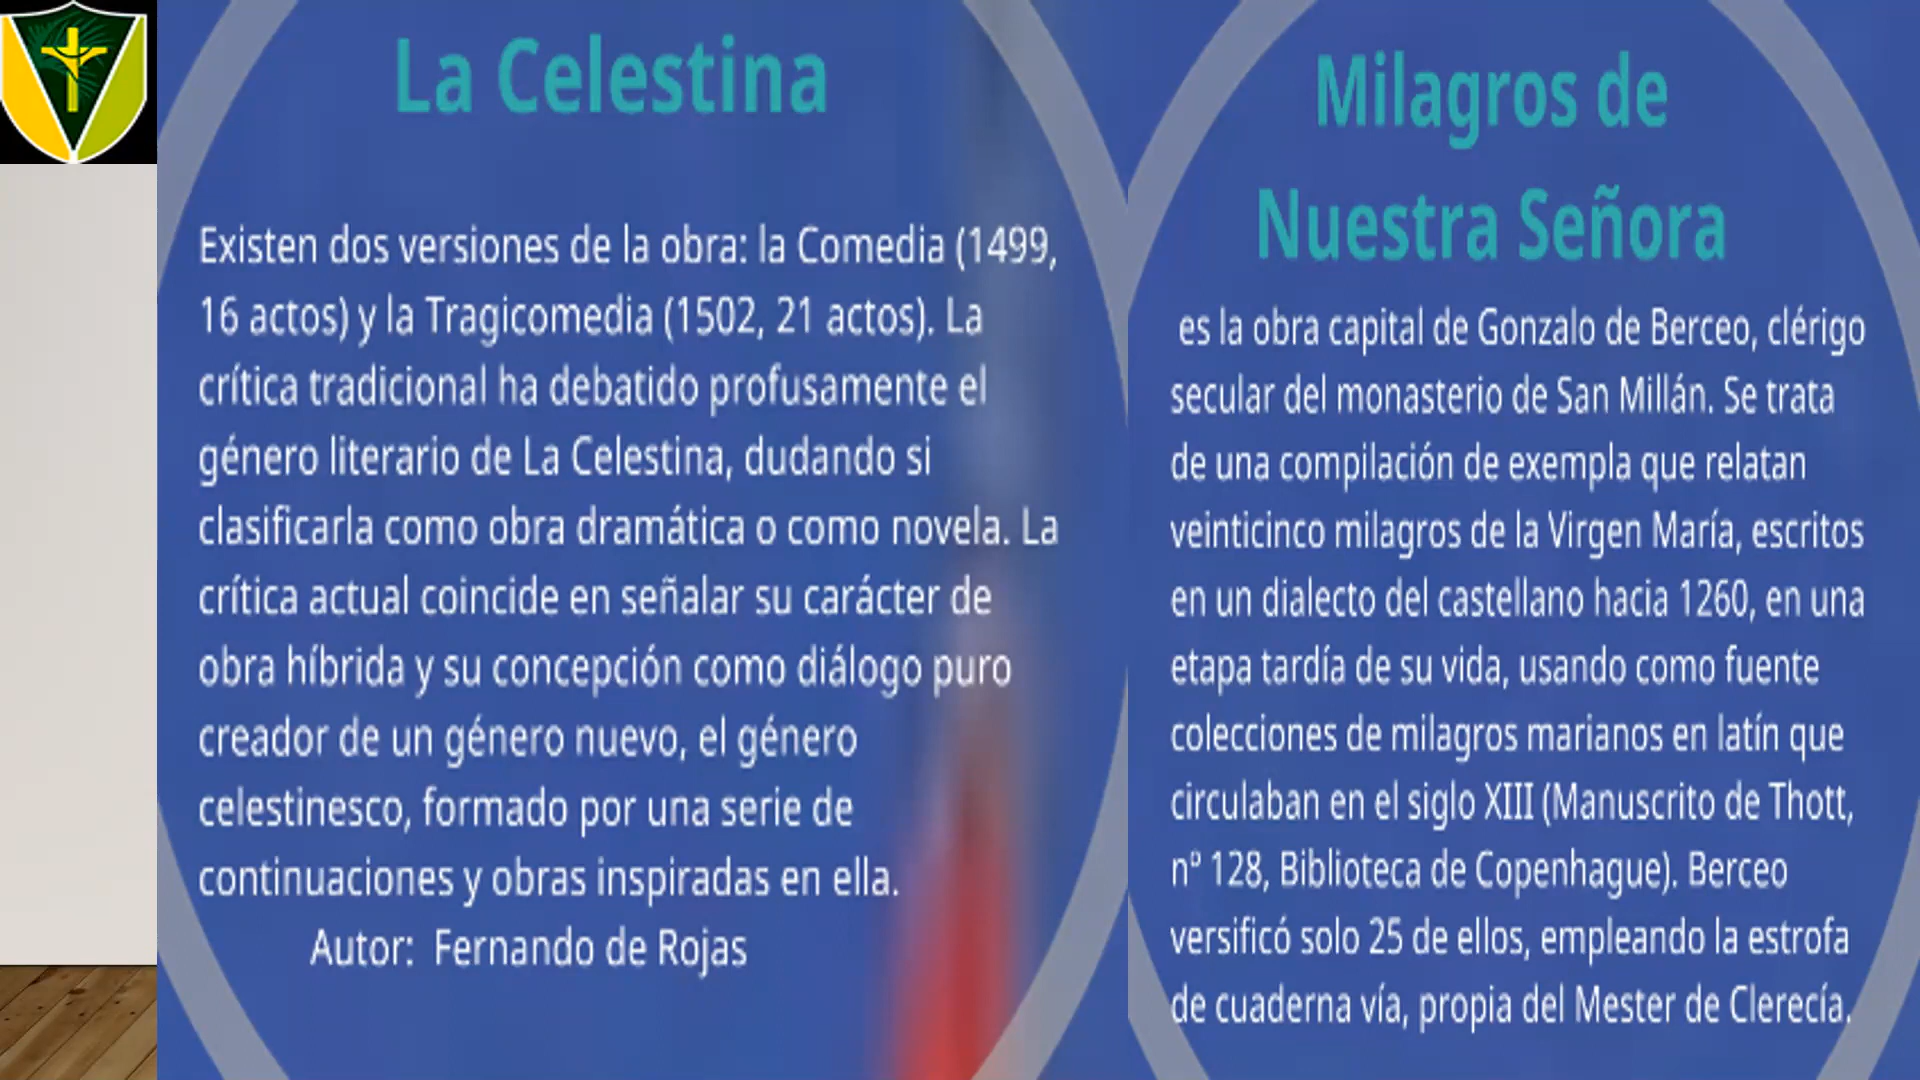 La Celestina
Existen dos versiones de la obra: la Comedia (1499,
16 actos) y la Tragicomedia (1502, 21 actos). La
crítica tradicional ha debatido profusamente el
género literario de La Celestina, dudando si
clasificarla como obra dramática o como novela. La
crítica actual coincide en señalar su carácter de
obra híbrida y su concepción como diálogo puro
creador de un género nuevo, el género
celestinesco, formado por una serie de
continuaciones y obras inspiradas en ella.
Autor: Fernando de Rojas
Milagros de
Nuestra Señora
es la obra capital de Gonzalo de Berceo, clérigo
secular del monasterio de San Millán. Se trata
de una compilación de exempla que relatan
veinticinco milagros de la Virgen María, escritos
en un dialecto del castellano hacia 1260, en una
etapa tardía de su vida, usando como fuente
colecciones de milagros marianos en latín que
circulaban en el siglo XIII (Manuscrito de Thott,
nº 128, Biblioteca de Copenhague). Berceo
versificó solo 25 de ellos, empleando la estrofa
de cuaderna vía, propia del Mester de Clerecía.